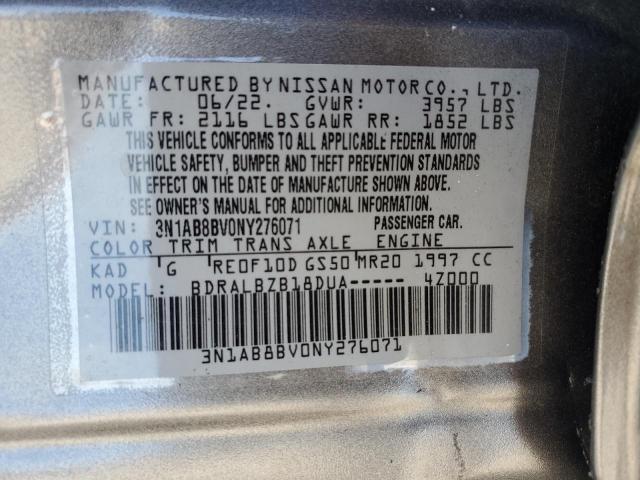 MANUFACTURED BY NISSAN MOTOR CO., LTD.
DATE: 06/22. GVWR: 3957 LBS
GAWR FR: 2116 LBS GAWR RR: 1852 LBS
THIS VEHICLE CONFORMS TO ALL APPLICABLE FEDERAL MOTOR
VEHICLE SAFETY, BUMPER AND THEFT PREVENTION STANDARDS
IN EFFECT ON THE DATE OF MANUFACTURE SHOWN ABOVE.
SEE OWNER'S MANUAL FOR ADDITIONAL INFORMATION.
VIN: 3N1AB8BV0NY276071 PASSENGER CAR.
COLOR TRIM TRANS AXLE ENGINE
KAD G RE0F10D GS50 MR20 1997 CC
MODEL: BDRALBZB18DUA----- 4Z000
3N1AB8BV0NY276071